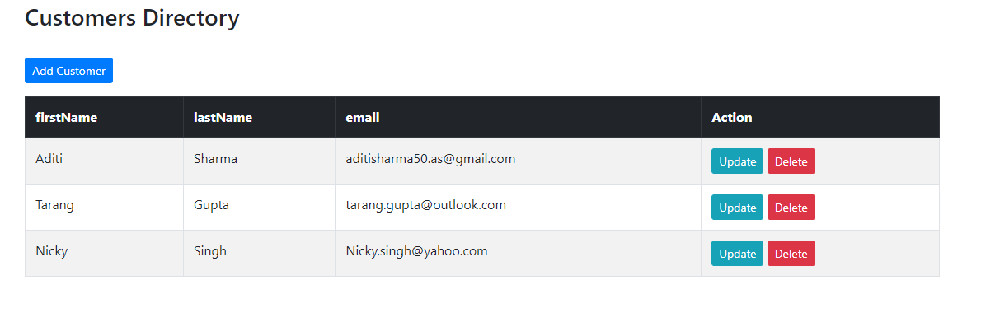 Customers Directory
Add Customer
firstName lastName email Action
Aditi Sharma aditisharma50.as@gmail.com Update Delete
Tarang Gupta tarang.gupta@outlook.com Update Delete
Nicky Singh Nicky.singh@yahoo.com Update Delete